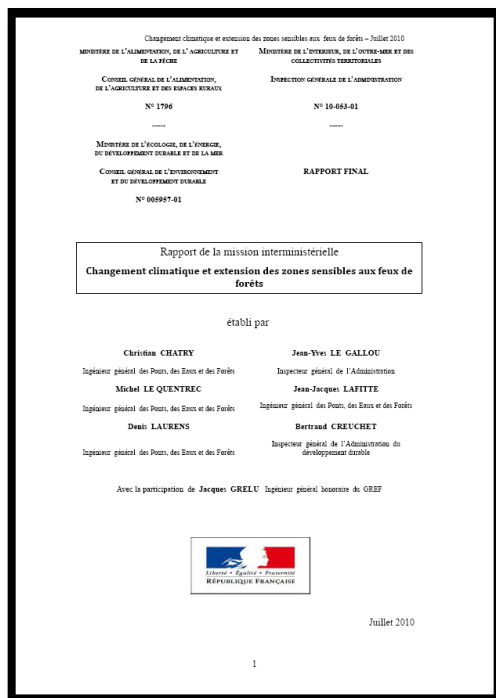 Changement climatique et extension des zones sensibles aux feux de forêts – Juillet 2010
MINISTÈRE DE L'ALIMENTATION, DE L' AGRICULTURE ET
DE LA PÊCHE
CONSEIL GÉNÉRAL DE L'ALIMENTATION,
DE L'AGRICULTURE ET DES ESPACES RURAUX
N° 1796
-----
MINISTÈRE DE L'ÉCOLOGIE, DE L'ÉNERGIE,
DU DÉVELOPPEMENT DURABLE ET DE LA MER
CONSEIL GÉNÉRAL DE L'ENVIRONNEMENT
ET DU DÉVELOPPEMENT DURABLE
N° 005957-01
MINISTÈRE DE L'INTERIEUR, DE L'OUTRE-MER ET DES
COLLECTIVITÉS TERRITORIALES
INSPECTION GÉNÉRALE DE L'ADMINISTRATION
N° 10-053-01
-----
RAPPORT FINAL
Rapport de la mission interministérielle
Changement climatique et extension des zones sensibles aux feux de
forêts
établi par
Christian CHATRY
Ingénieur général des Ponts, des Eaux et des Forêts
Michel LE QUENTREC
Ingénieur général des Ponts, des Eaux et des Forêts
Denis LAURENS
Ingénieur général des Ponts, des Eaux et des Forêts
Jean-Yves LE GALLOU
Inspecteur général de l'Administration
Jean-Jacques LAFITTE
Ingénieur général des Ponts, des Eaux et des Forêts
Bertrand CREUCHET
Inspecteur général de l'Administration du
développement durable
Avec la participation de Jacques GRELU Ingénieur général honoraire du GREF
Liberté • Égalité • Fraternité
RÉPUBLIQUE FRANÇAISE
Juillet 2010
1